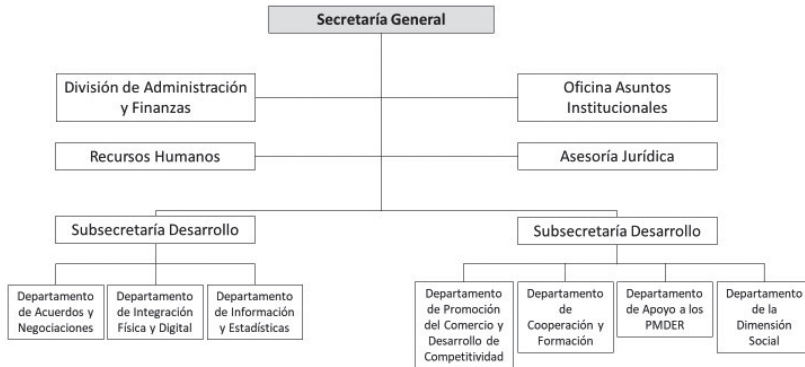 Secretaría General
División de Administración
y Finanzas
Oficina Asuntos
Institucionales
Recursos Humanos
Asesoría Jurídica
Subsecretaría Desarrollo
Subsecretaría Desarrollo
Departamento
de Acuerdos y
Negociaciones
Departamento
de Integración
Física y Digital
Departamento
de Información
y Estadísticas
Departamento
de Promoción
del Comercio y
Desarrollo de
Competitividad
Departamento
de
Cooperación y
Formación
Departamento
de Apoyo a los
PMDER
Departamento
de la
Dimensión
Social